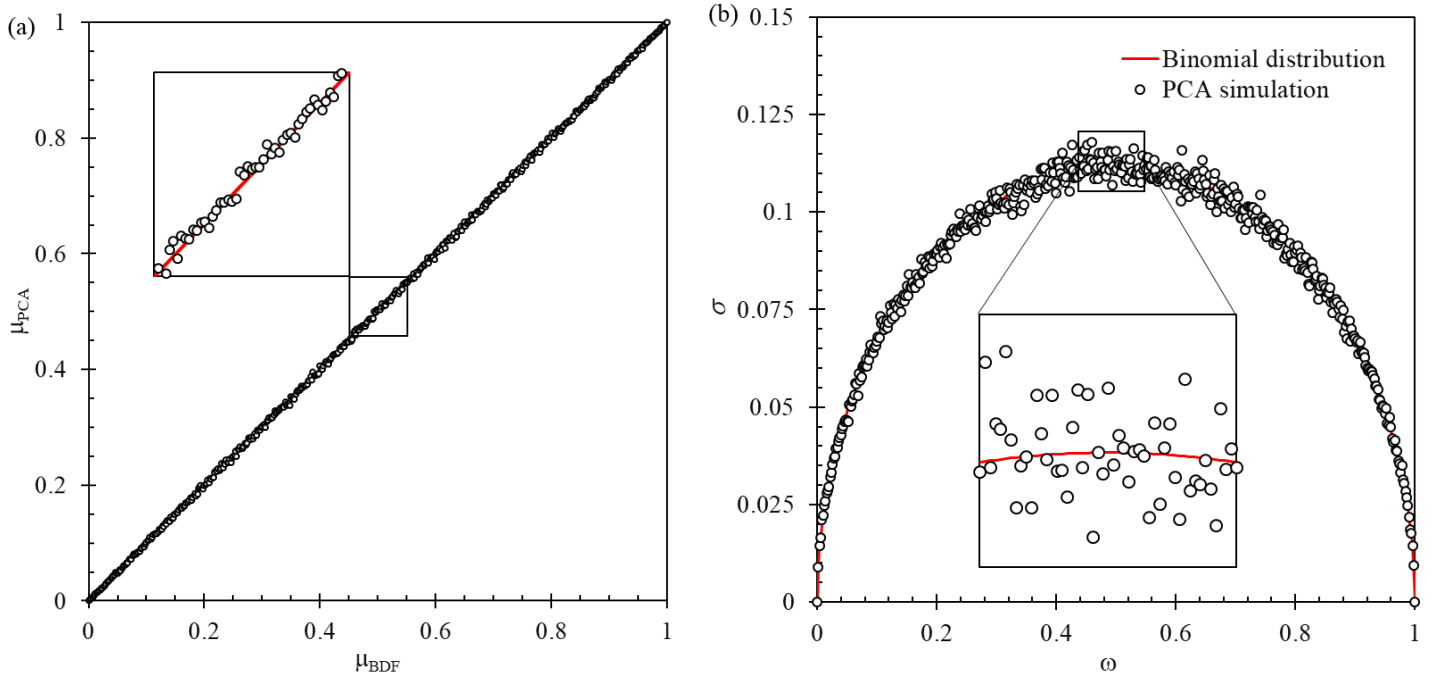 (a)
1
0.8
0.6
0.4
0.2
0
μPCA
0 0.2 0.4 0.6 0.8 1
μBDF
(b)
0.15
0.125
0.1
0.075
0.05
0.025
0
σ
Binomial distribution
PCA simulation
0 0.2 0.4 0.6 0.8 1
ω